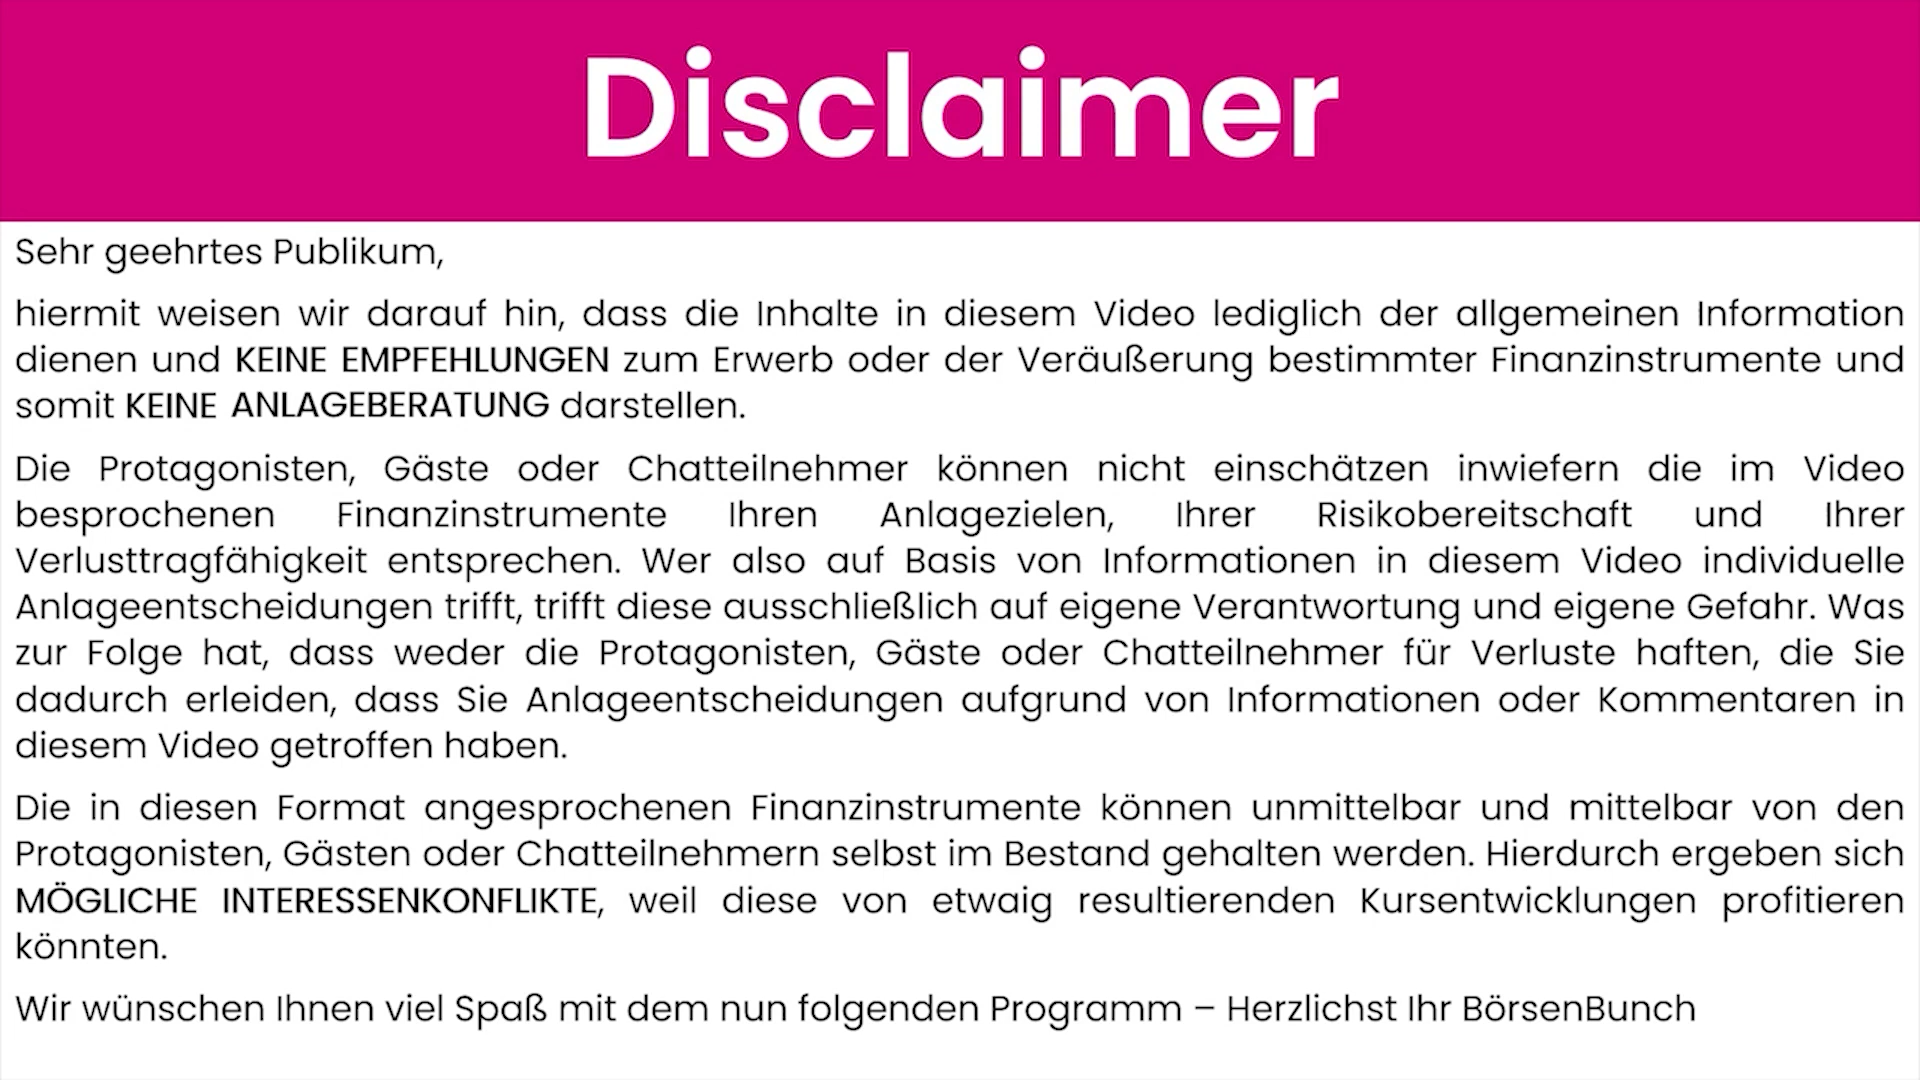 Disclaimer
Sehr geehrtes Publikum,
hiermit weisen wir darauf hin, dass die Inhalte in diesem Video lediglich der allgemeinen Information
dienen und KEINE EMPFEHLUNGEN zum Erwerb oder der Veräußerung bestimmter Finanzinstrumente und
somit KEINE ANLAGEBERATUNG darstellen.
Die Protagonisten, Gäste oder Chatteilnehmer können nicht einschätzen inwiefern die im Video
besprochenen Finanzinstrumente Ihren Anlagezielen, Ihrer Risikobereitschaft und Ihrer
Verlusttragfähigkeit entsprechen. Wer also auf Basis von Informationen in diesem Video individuelle
Anlageentscheidungen trifft, trifft diese ausschließlich auf eigene Verantwortung und eigene Gefahr. Was
zur Folge hat, dass weder die Protagonisten, Gäste oder Chatteilnehmer für Verluste haften, die Sie
dadurch erleiden, dass Sie Anlageentscheidungen aufgrund von Informationen oder Kommentaren in
diesem Video getroffen haben.
Die in diesen Format angesprochenen Finanzinstrumente können unmittelbar und mittelbar von den
Protagonisten, Gästen oder Chatteilnehmern selbst im Bestand gehalten werden. Hierdurch ergeben sich
MÖGLICHE INTERESSENKONFLIKTE, weil diese von etwaig resultierenden Kursentwicklungen profitieren
könnten.
Wir wünschen Ihnen viel Spaß mit dem nun folgenden Programm – Herzlichst Ihr BörsenBunch